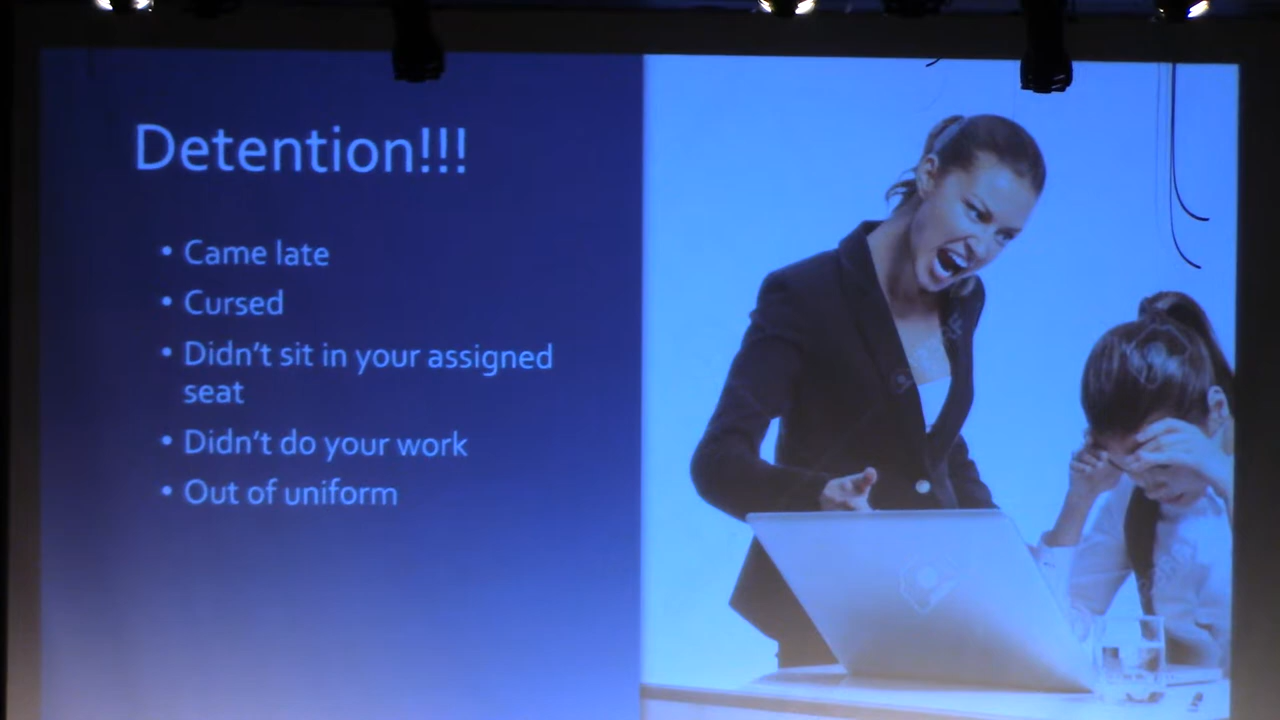 Detention!!!
• Came late
• Cursed
• Didn't sit in your assigned
seat
• Didn't do your work
• Out of uniform